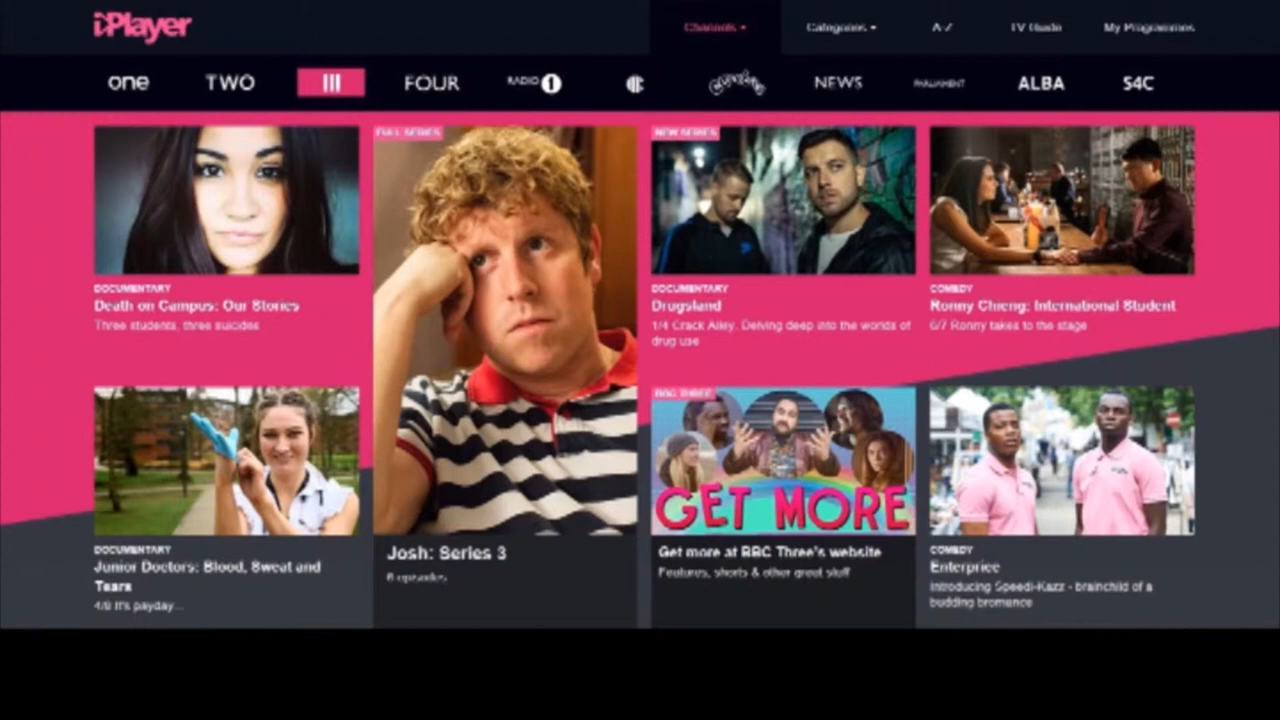 iPlayer
Channels
Categories
A-Z
TV Guide
My Programmes
one
TWO
III
FOUR
RADIO 1
NEWS
PARLIAMENT
ALBA
S4C
DOCUMENTARY
Death on Campus: Our Stories
Three students, three suicides
FULL SERIES
Josh: Series 3
6 episodes
NEW SERIES
DOCUMENTARY
Drugsland
1/4 Crack Alley. Delving deep into the worlds of
drug use
COMEDY
Ronny Chieng: International Student
6/7 Ronny takes to the stage
DOCUMENTARY
Junior Doctors: Blood, Sweat and
Tears
4/8 It's payday...
BBC THREE
GET MORE
Get more at BBC Three's website
Features, shorts & other great stuff
COMEDY
Enterprice
Introducing Speedi-Kazz - brainchild of a
budding bromance